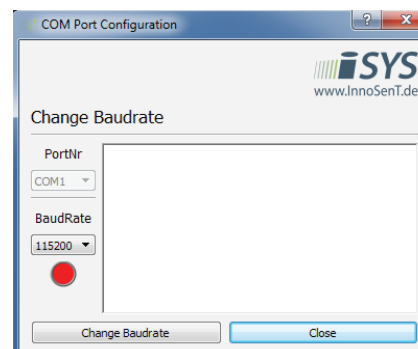 COM Port Configuration
? x
iSYS
www.InnoSenT.de
Change Baudrate
PortNr
COM1
BaudRate
115200
Change Baudrate
Close